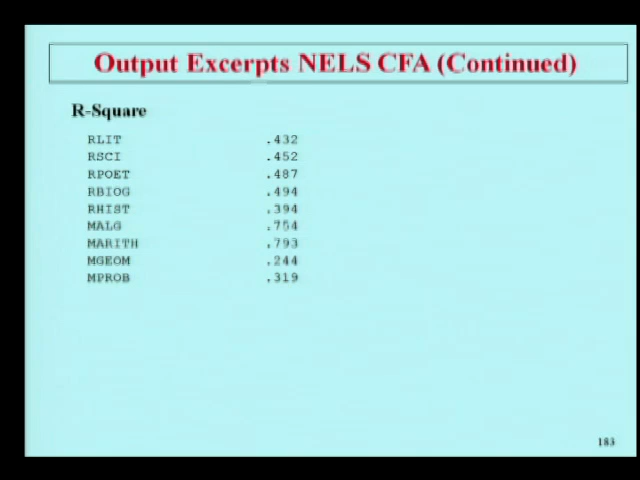 Output Excerpts NELS CFA (Continued)
R-Square
RLIT .432
RSCI .452
RPOET .487
RBIOG .494
RHIST .394
MALG .754
MARITH .793
MGEOM .244
MPROB .319
183